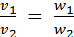 v₁/v₂ = w₁/w₂